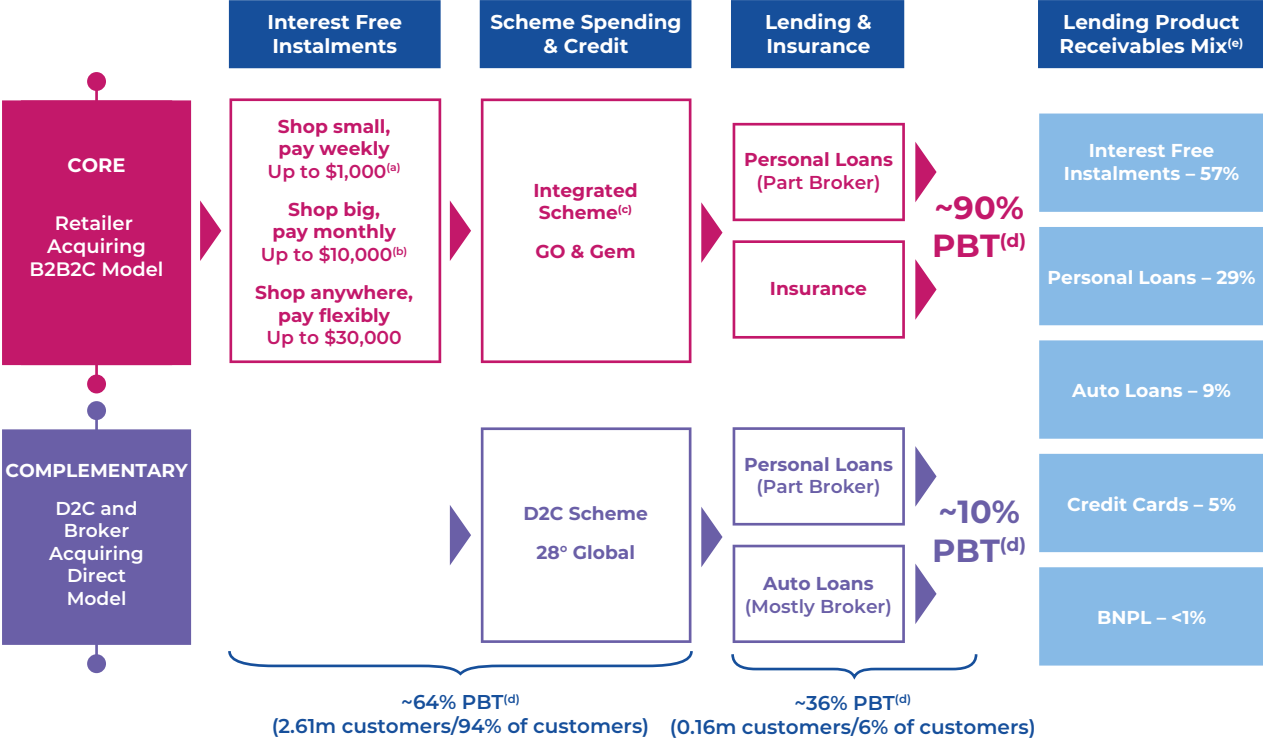 Interest Free
Instalments
Scheme Spending
& Credit
Lending &
Insurance
Lending Product
Receivables Mix(e)
CORE
Retailer
Acquiring
B2B2C Model
Shop small,
pay weekly
Up to $1,000(a)
Shop big,
pay monthly
Up to $10,000(b)
Shop anywhere,
pay flexibly
Up to $30,000
Integrated
Scheme(c)
GO & Gem
Personal Loans
(Part Broker)
Insurance
~90%
PBT(d)
COMPLEMENTARY
D2C and
Broker
Acquiring
Direct
Model
D2C Scheme
28° Global
Personal Loans
(Part Broker)
Auto Loans
(Mostly Broker)
~10%
PBT(d)
Interest Free
Instalments – 57%
Personal Loans – 29%
Auto Loans – 9%
Credit Cards – 5%
BNPL – <1%
~64% PBT(d)
(2.61m customers/94% of customers)
~36% PBT(d)
(0.16m customers/6% of customers)